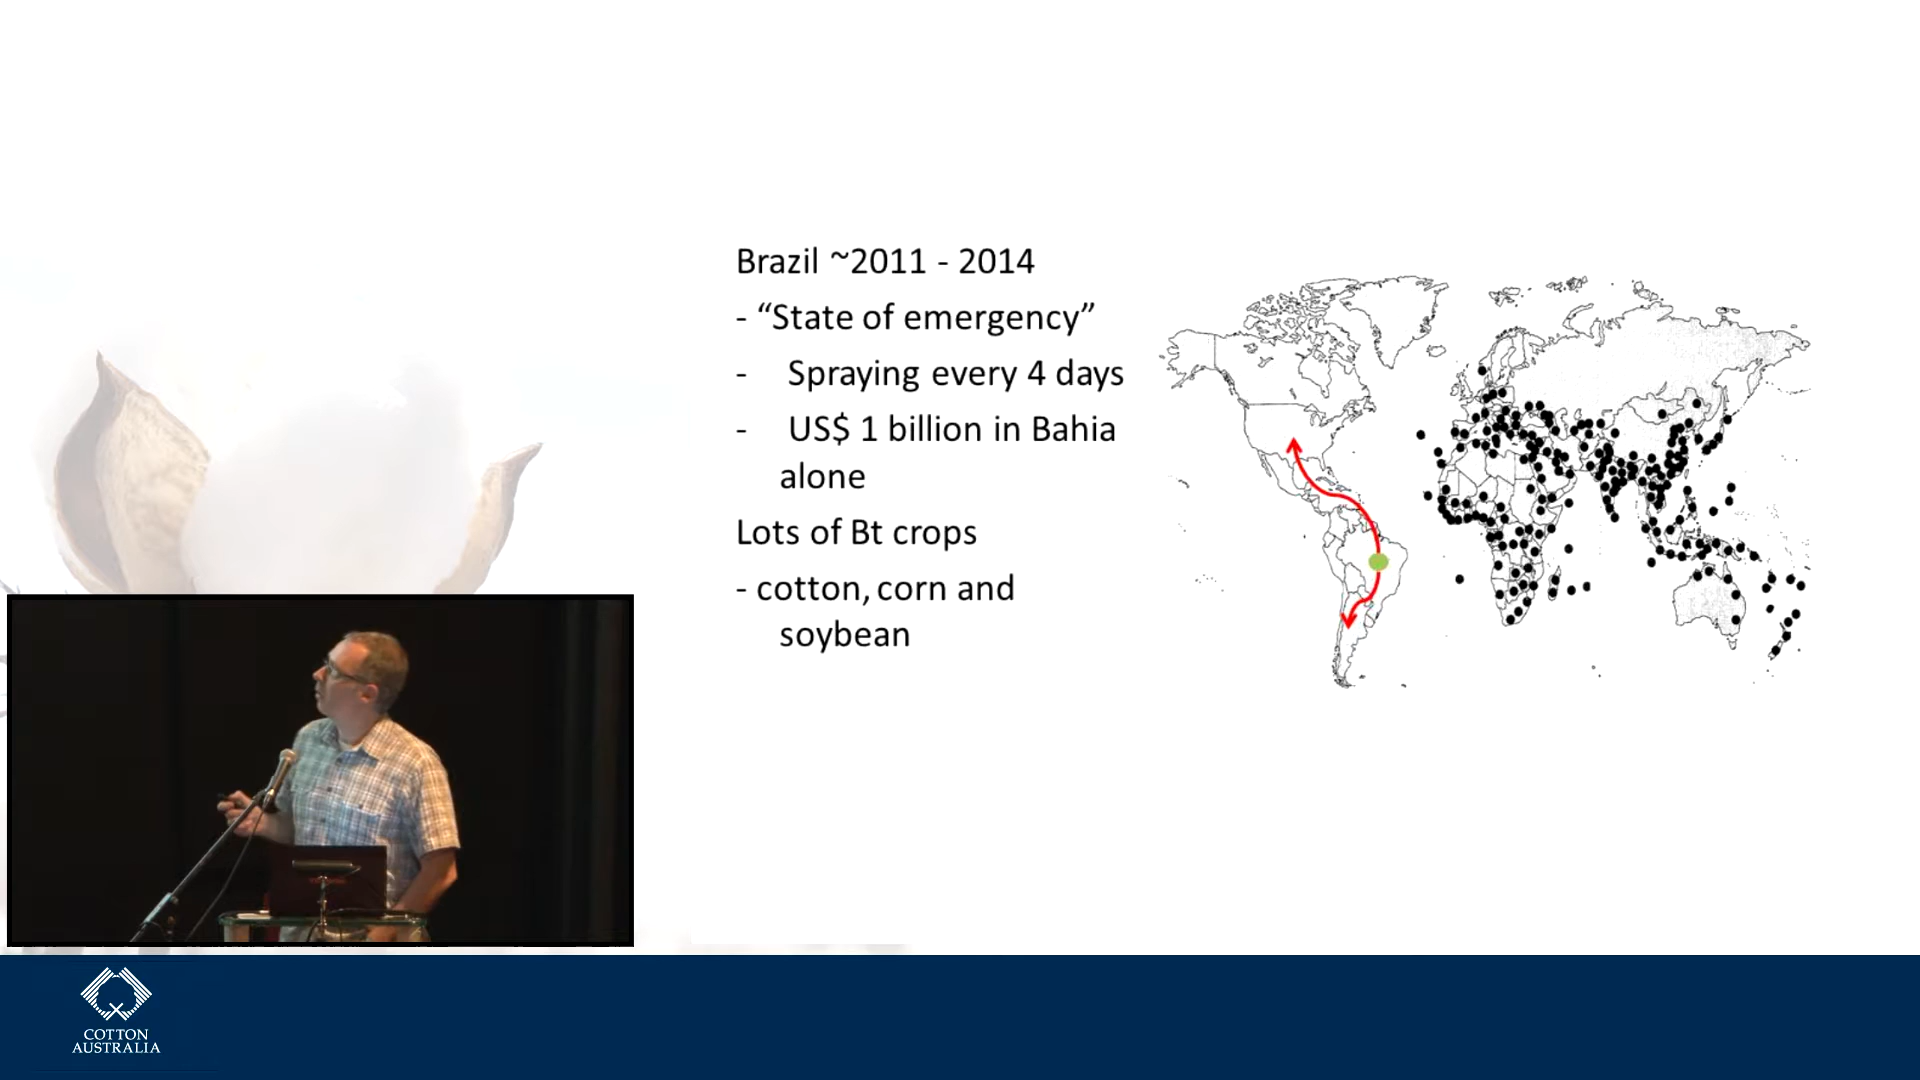 Brazil ~2011 - 2014
- “State of emergency”
- Spraying every 4 days
- US$ 1 billion in Bahia
alone
Lots of Bt crops
- cotton, corn and
soybean
COTTON
AUSTRALIA